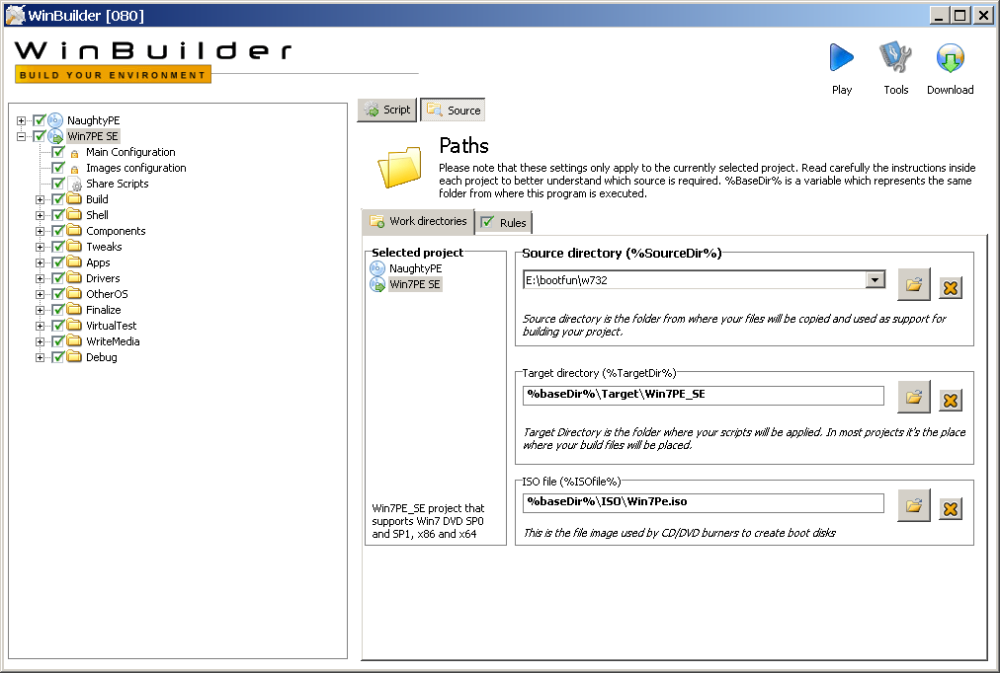 WinBuilder [080]
WinBuilder
BUILD YOUR ENVIRONMENT
Play
Tools
Download
NaughtyPE
Win7PE SE
Main Configuration
Images configuration
Share Scripts
Build
Shell
Components
Tweaks
Apps
Drivers
OtherOS
Finalize
VirtualTest
WriteMedia
Debug
Script
Source
Paths
Please note that these settings only apply to the currently selected project. Read carefully the instructions inside
each project to better understand which source is required. %BaseDir% is a variable which represents the same
folder from where this program is executed.
Work directories
Rules
Selected project
NaughtyPE
Win7PE SE
Win7PE_SE project that
supports Win7 DVD SP0
and SP1, x86 and x64
Source directory (%SourceDir%)
E:\bootfun\w732
Source directory is the folder from where your files will be copied and used as support for
building your project.
Target directory (%TargetDir%)
%baseDir%\Target\Win7PE_SE
Target Directory is the folder where your scripts will be applied. In most projects it's the place
where your build files will be placed.
ISO file (%ISOfile%)
%baseDir%\ISO\Win7Pe.iso
This is the file image used by CD/DVD burners to create boot disks